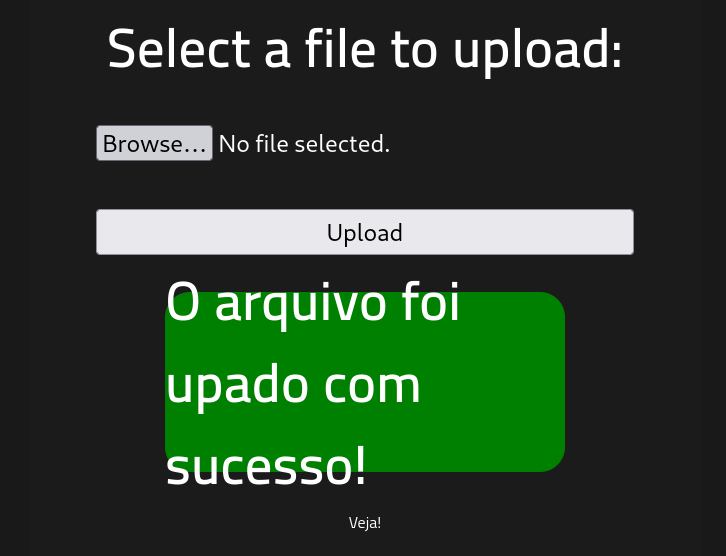 Select a file to upload:
Browse... No file selected.
Upload
O arquivo foi
upado com
sucesso!
Veja!